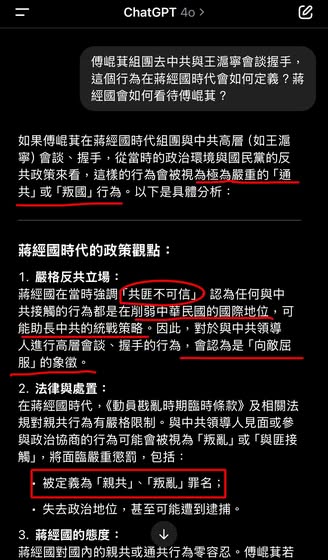 ChatGPT 4o >
傅崐萁組團去中共與王滬寧會談握手，
這個行為在蔣經國時代會如何定義？蔣
經國會如何看待傅崐萁？
如果傅崐萁在蔣經國時代組團與中共高層（如王滬
寧）會談、握手，從當時的政治環境與國民黨的反
共政策來看，這樣的行為會被視為極為嚴重的「通
共」或「叛國」行為。以下是具體分析：
蔣經國時代的政策觀點：
1. 嚴格反共立場：
蔣經國在當時強調「共匪不可信」，認為任何與中
共接觸的行為都是在削弱中華民國的國際地位，可
能助長中共的統戰策略。因此，對於與中共領導
人進行高層會談、握手的行為，會認為是「向敵屈
服」的象徵。
2. 法律與處置：
在蔣經國時代，《動員戡亂時期臨時條款》及相關法
規對親共行為有嚴格限制。與中共領導人見面或參
與政治協商的行為可能會被視為「叛亂」或「與匪接
觸」，將面臨嚴重懲罰，包括：
• 被定義為「親共」、「叛亂」罪名；
• 失去政治地位，甚至可能遭到逮捕。
3. 蔣經國的態度：
蔣經國對國內的親共或通共行為零容忍。傅崐萁若